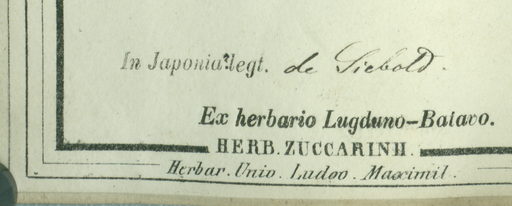 In Japonia legt. de Siebold.
Ex herbario Lugduno-Batavo.
HERB. ZUCCARINII.
Herbar. Univ. Ludov. Maximil.